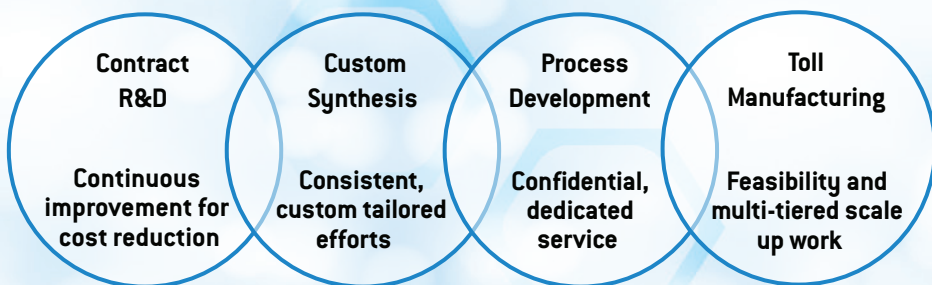 Contract
R&D
Continuous
improvement for
cost reduction
Custom
Synthesis
Consistent,
custom tailored
efforts
Process
Development
Confidential,
dedicated
service
Toll
Manufacturing
Feasibility and
multi-tiered scale
up work